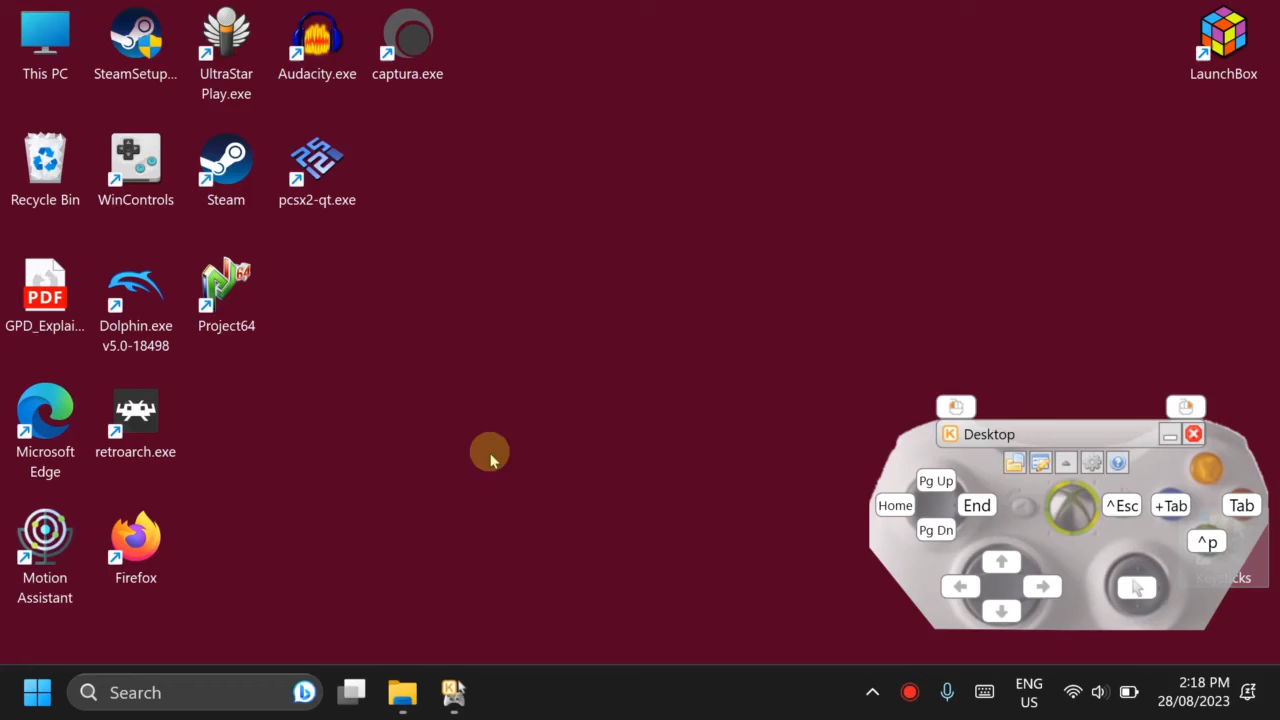 This PC
SteamSetup...
UltraStar
Play.exe
Audacity.exe
captura.exe
LaunchBox
Recycle Bin
WinControls
Steam
pcsx2-qt.exe
64
PDF
GPD_Explai...
Dolphin.exe
v5.0-18498
Project64
Microsoft
Edge
retroarch.exe
Motion
Assistant
Firefox
K Desktop
Pg Up
Home
End
^Esc
+Tab
Tab
Pg Dn
^p
Keysticks
Search
K
ENG
US
2:18 PM
28/08/2023